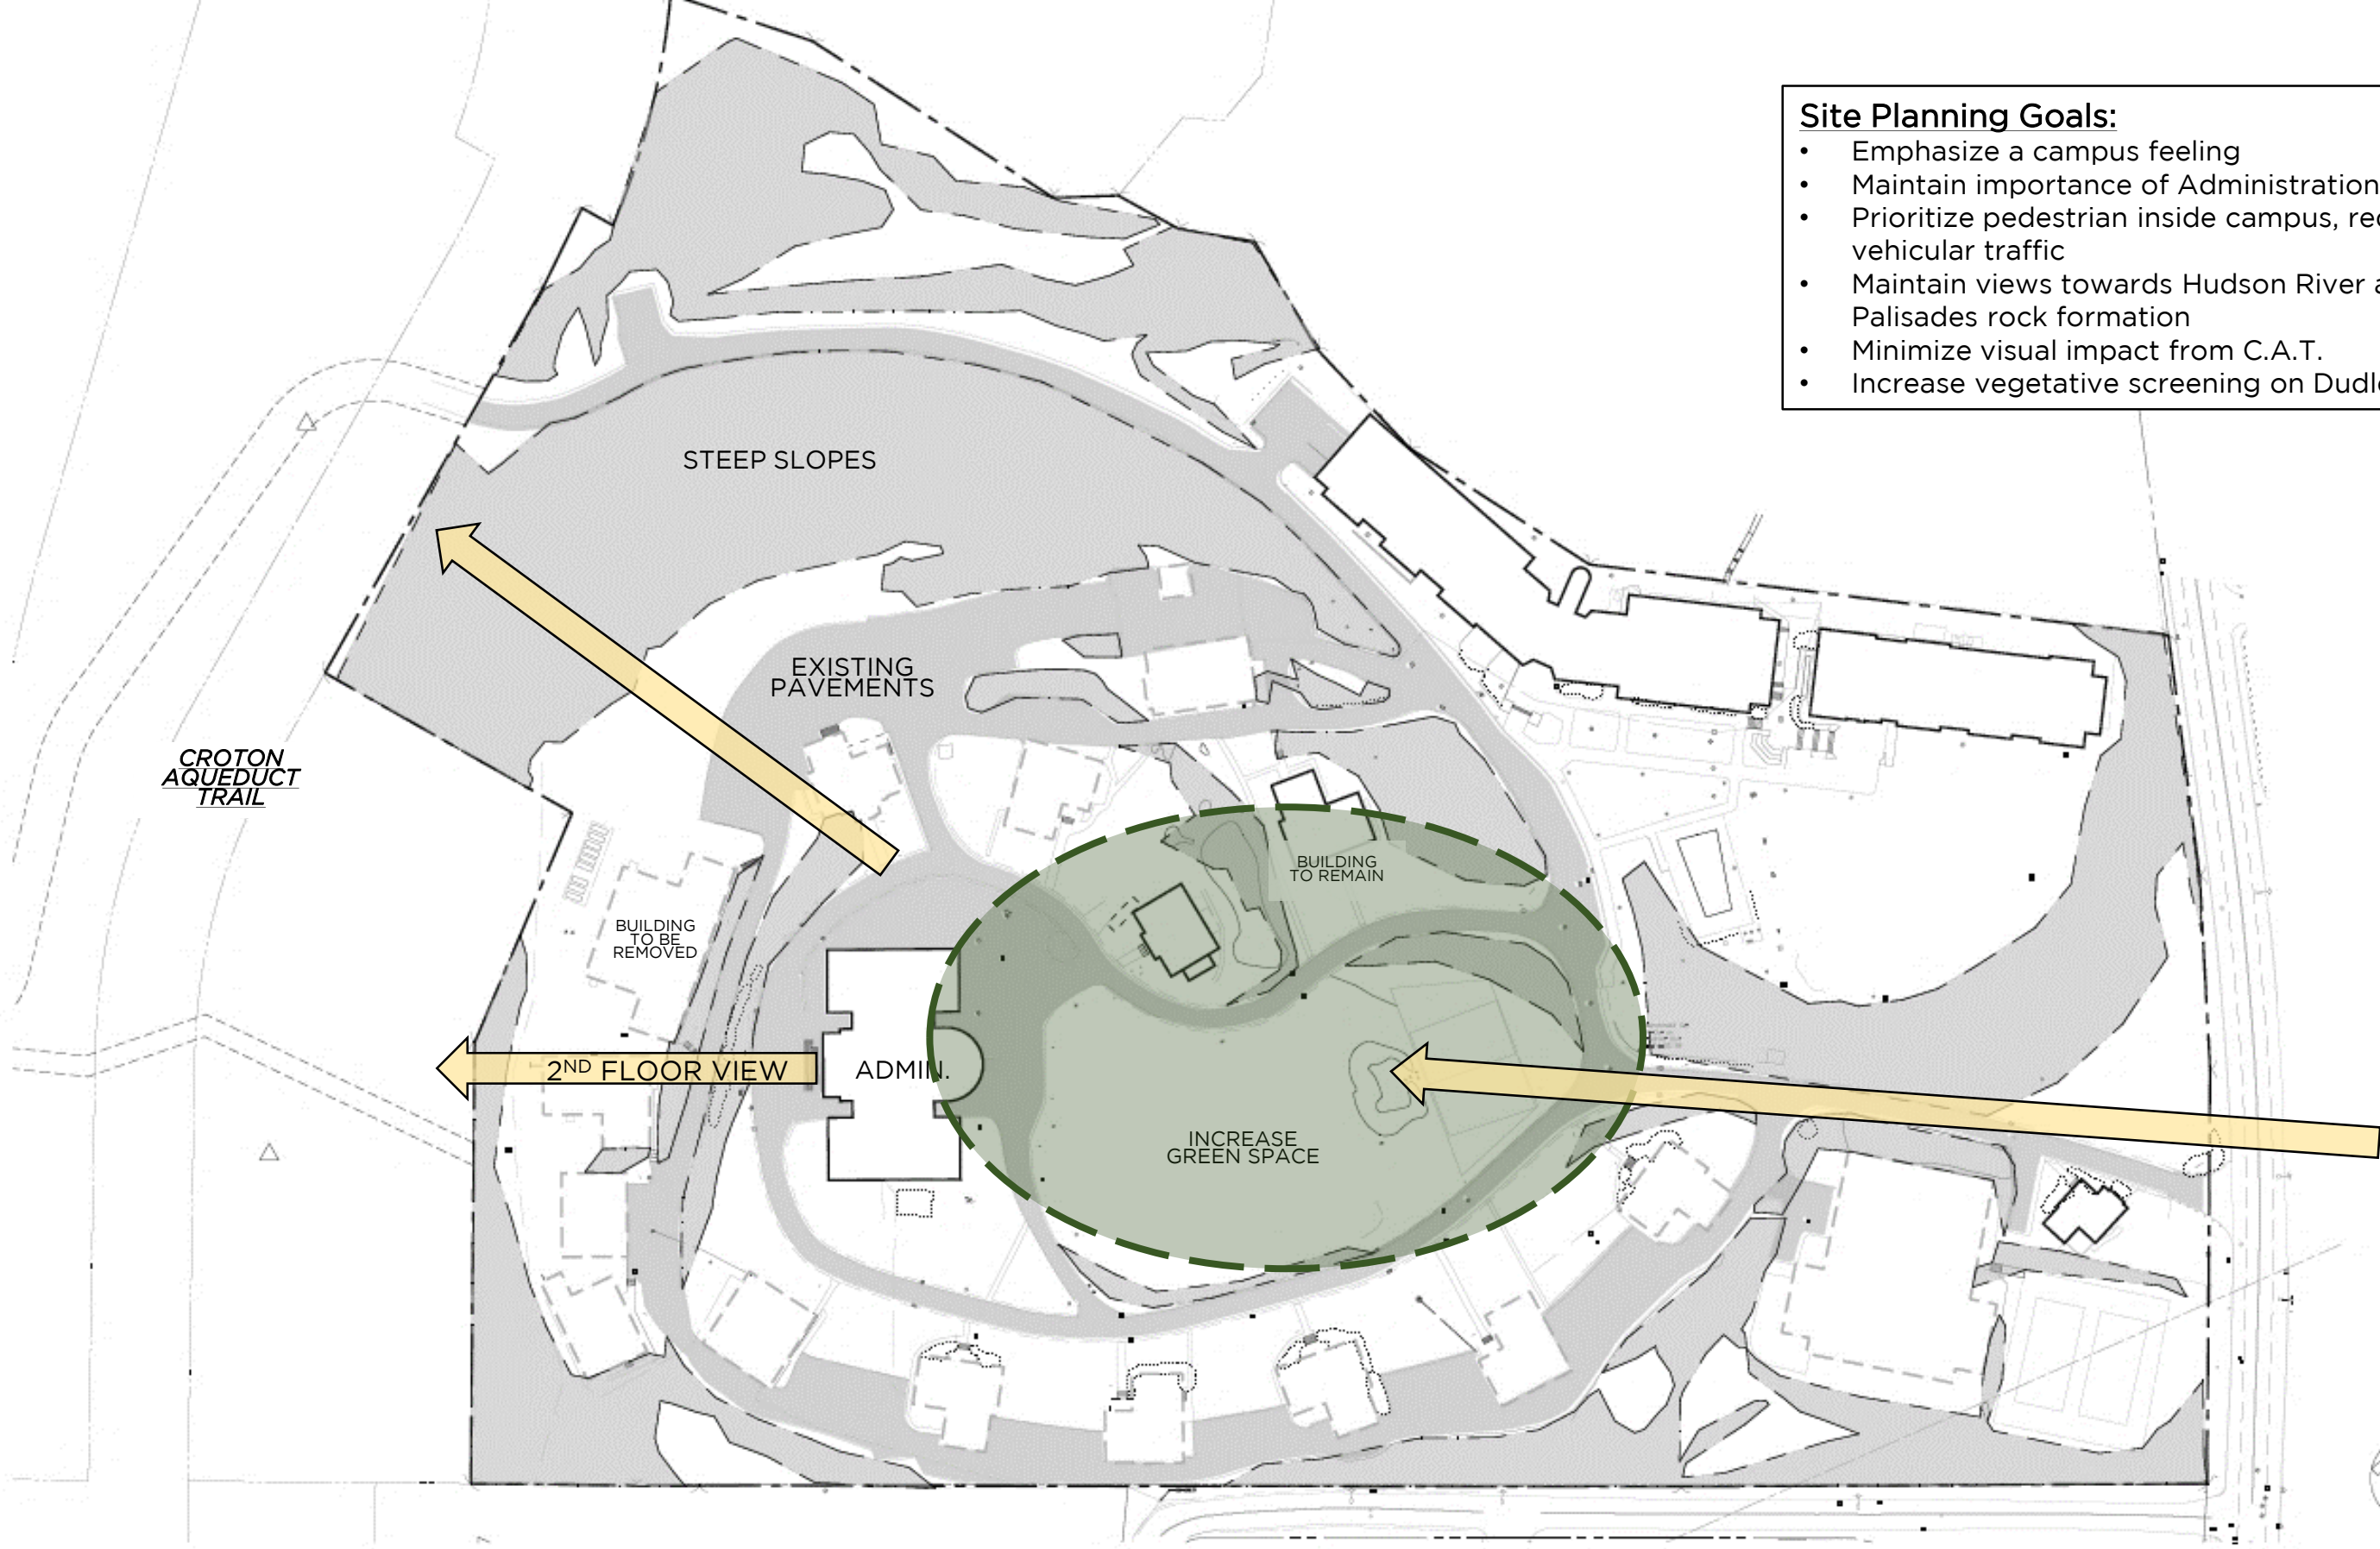 Site Planning Goals:
• Emphasize a campus feeling
• Maintain importance of Administration
• Prioritize pedestrian inside campus,
vehicular traffic
• Maintain views towards Hudson River
Palisades rock formation
• Minimize visual impact from C.A.T.
• Increase vegetative screening on
STEEP SLOPES
EXISTING
PAVEMENTS
CROTON
AQUEDUCT
TRAIL
BUILDING
TO REMAIN
BUILDING
TO BE
REMOVED
2ND FLOOR VIEW
ADMIN.
INCREASE
GREEN SPACE